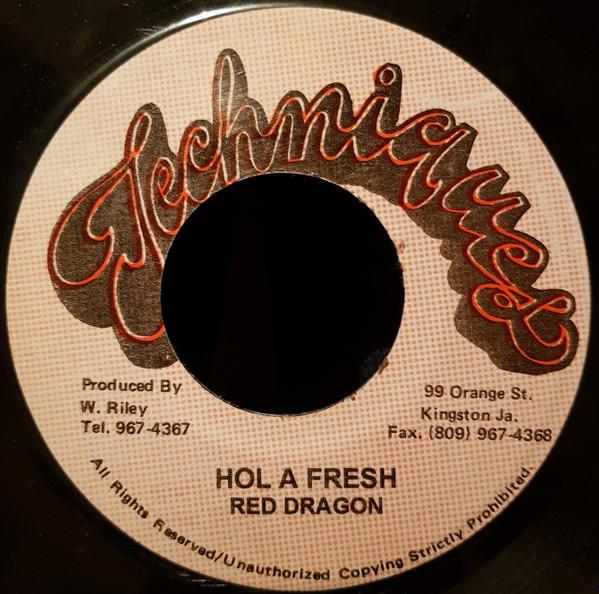 Techniques
Produced By
W. Riley
Tel. 967-4367
99 Orange St.
Kingston Ja.
Fax. (809) 967-4368
HOL A FRESH
RED DRAGON
All Rights Reserved/Unauthorized Copying Strictly Prohibited.